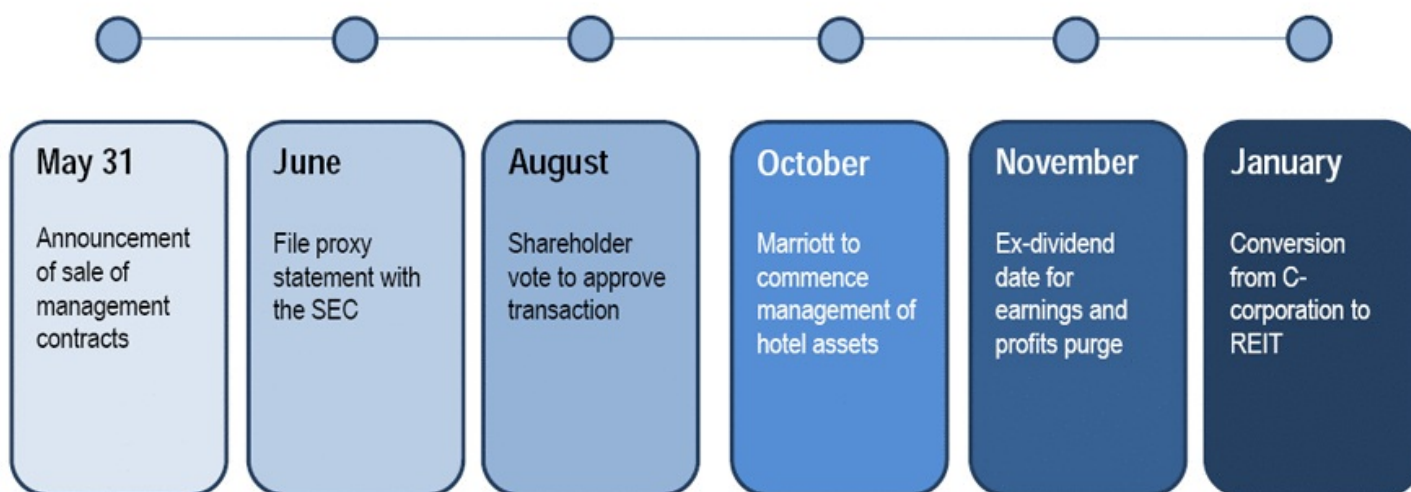 May 31
Announcement
of sale of
management
contracts
June
File proxy
statement with
the SEC
August
Shareholder
vote to approve
transaction
October
Marriott to
commence
management of
hotel assets
November
Ex-dividend
date for
earnings and
profits purge
January
Conversion
from C-
corporation to
REIT